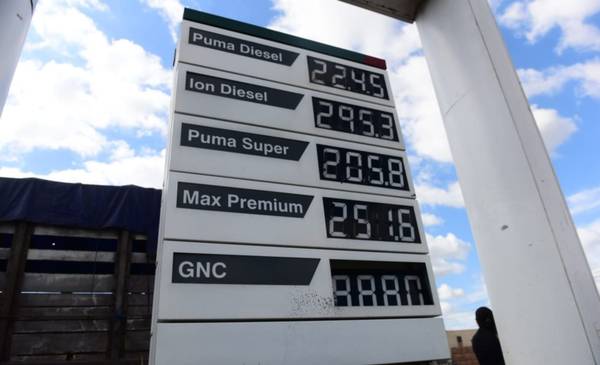 Puma Diesel 224.5
Ion Diesel 295.3
Puma Super 205.8
Max Premium 251.6
GNC